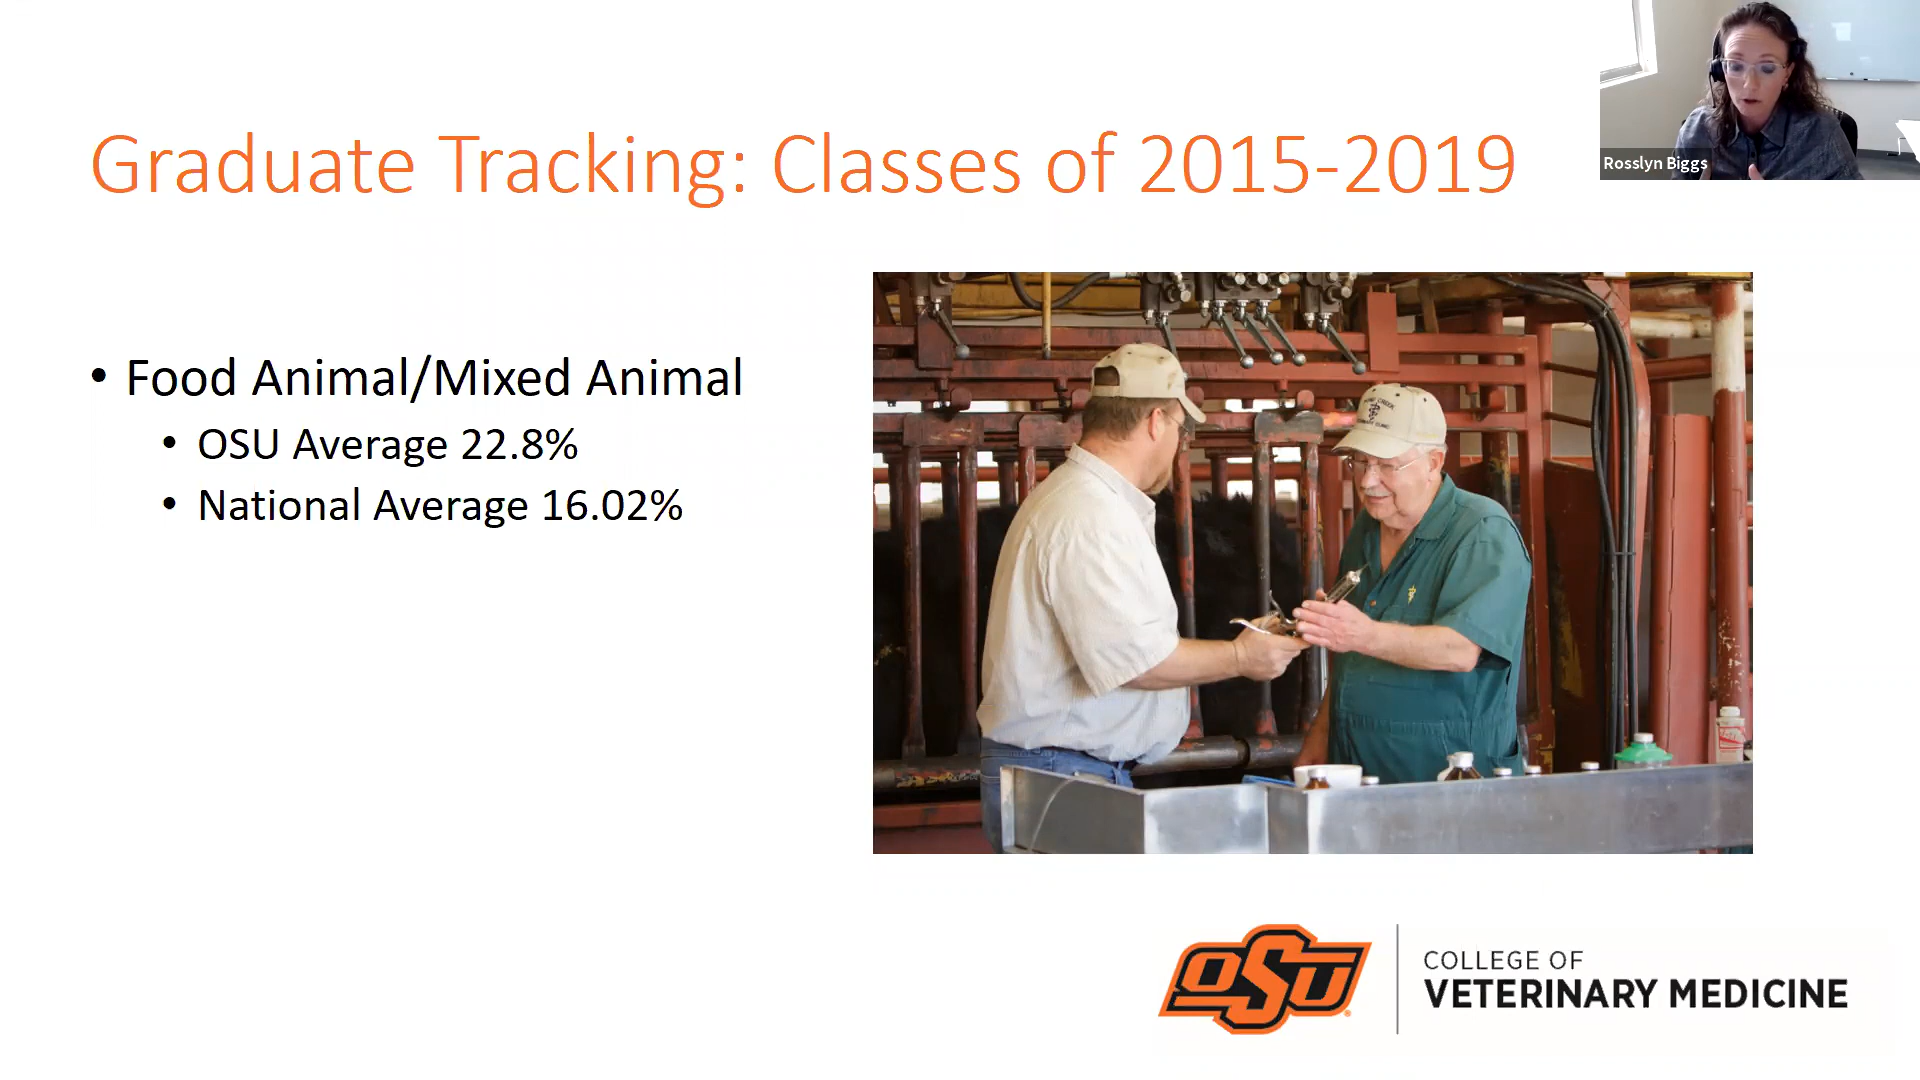 Graduate Tracking: Classes of 2015-2019
Rosslyn Biggs
• Food Animal/Mixed Animal
• OSU Average 22.8%
• National Average 16.02%
OSU
COLLEGE OF
VETERINARY MEDICINE